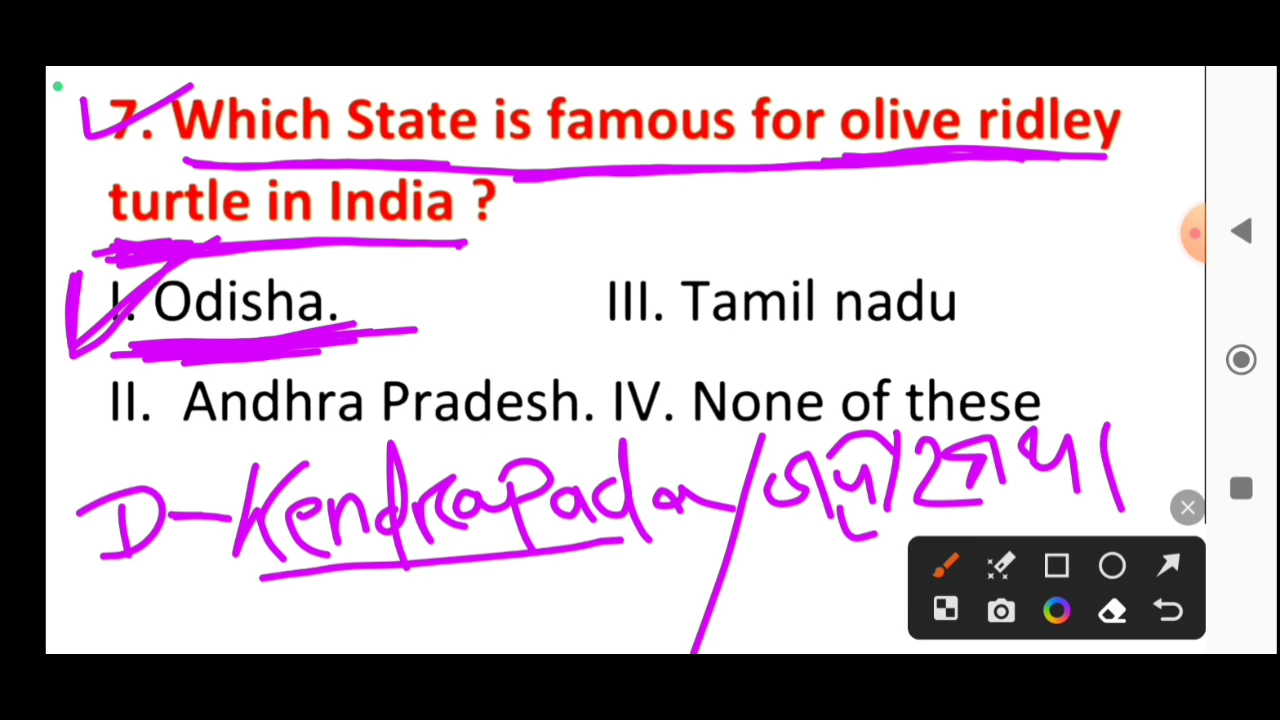 7. Which State is famous for olive ridley
turtle in India ?
I. Odisha. III. Tamil nadu
II. Andhra Pradesh. IV. None of these
D-Kendrapada/